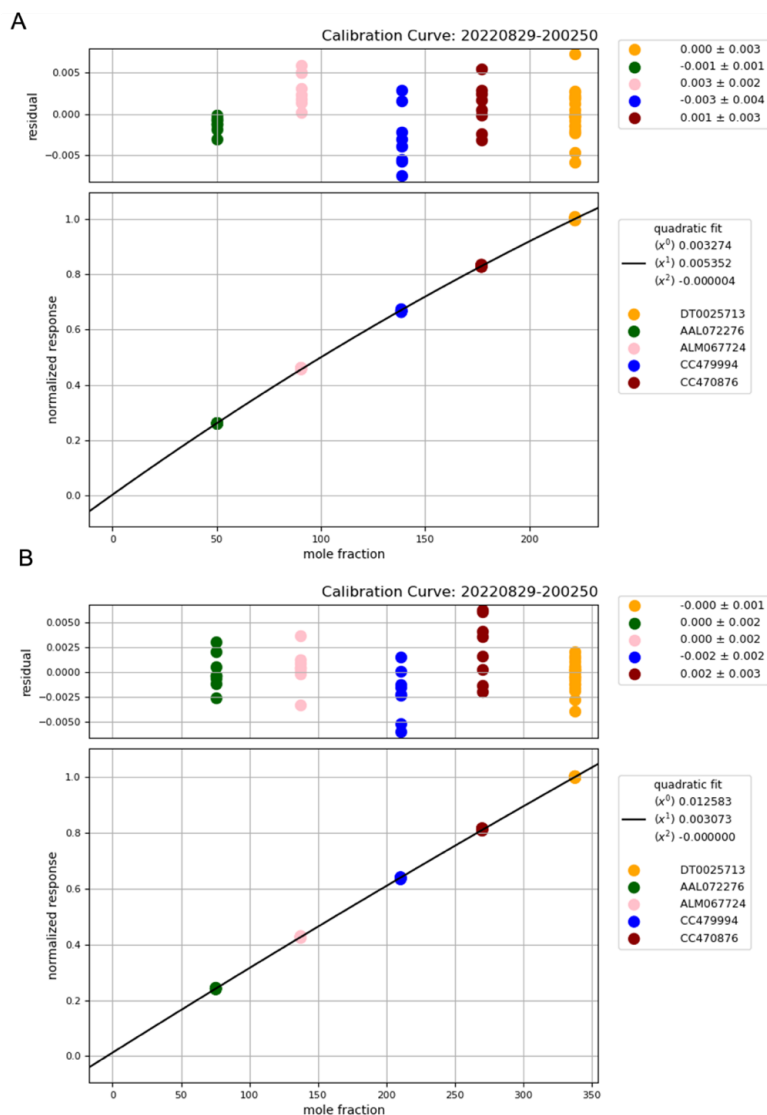 A
Calibration Curve: 20220829-200250
0.005
0.000
−0.005
residual
0.000 ± 0.003
-0.001 ± 0.001
0.003 ± 0.002
-0.003 ± 0.004
0.001 ± 0.003
1.0
0.8
0.6
0.4
0.2
0.0
normalized response
0
50
100
150
200
mole fraction
quadratic fit
(x⁰) 0.003274
(x¹) 0.005352
(x²) -0.000004
DT0025713
AAL072276
ALM067724
CC479994
CC470876
B
Calibration Curve: 20220829-200250
0.0050
0.0025
0.0000
−0.0025
−0.0050
residual
-0.000 ± 0.001
0.000 ± 0.002
0.000 ± 0.002
-0.002 ± 0.002
0.002 ± 0.003
1.0
0.8
0.6
0.4
0.2
0.0
normalized response
0
50
100
150
200
250
300
350
mole fraction
quadratic fit
(x⁰) 0.012583
(x¹) 0.003073
(x²) -0.000000
DT0025713
AAL072276
ALM067724
CC479994
CC470876